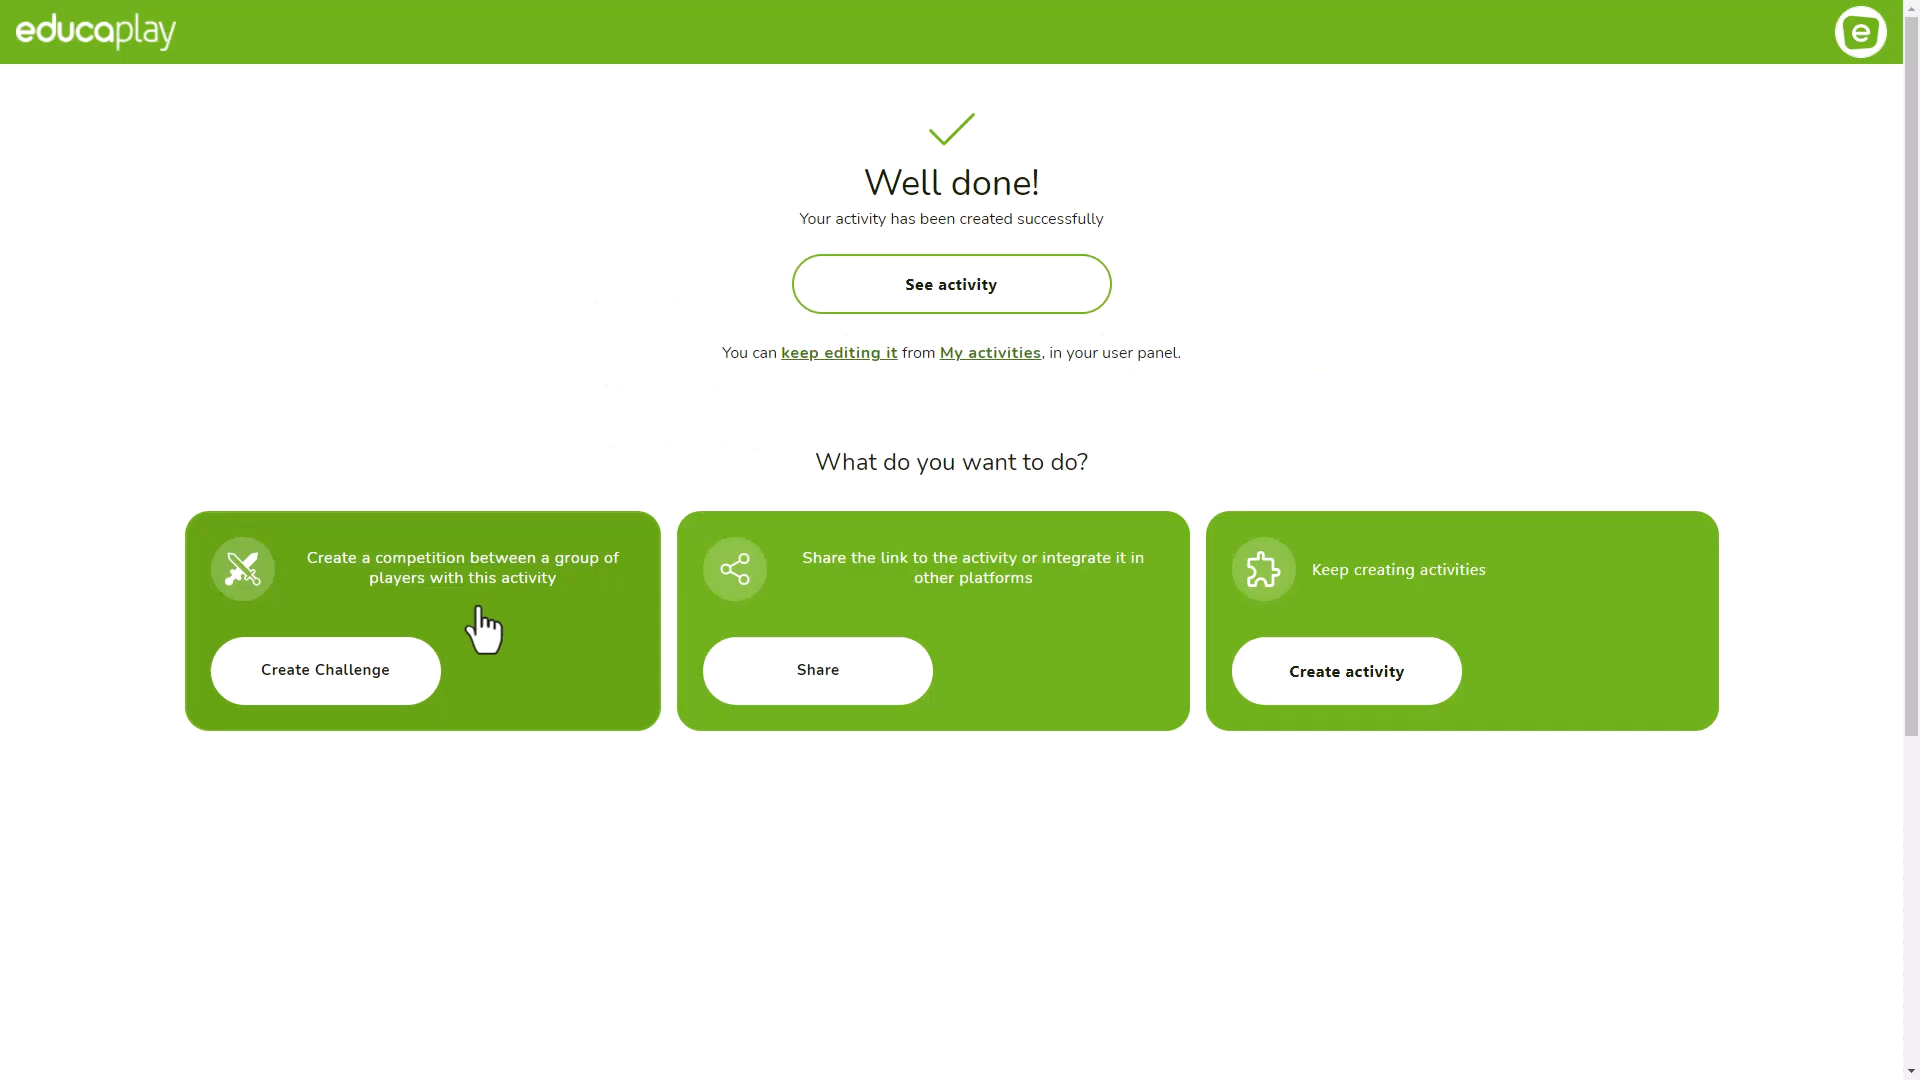 educaplay
e
Well done!
Your activity has been created successfully
See activity
You can keep editing it from My activities, in your user panel.
What do you want to do?
Create a competition between a group of
players with this activity
Create Challenge
Share the link to the activity or integrate it in
other platforms
Share
Keep creating activities
Create activity